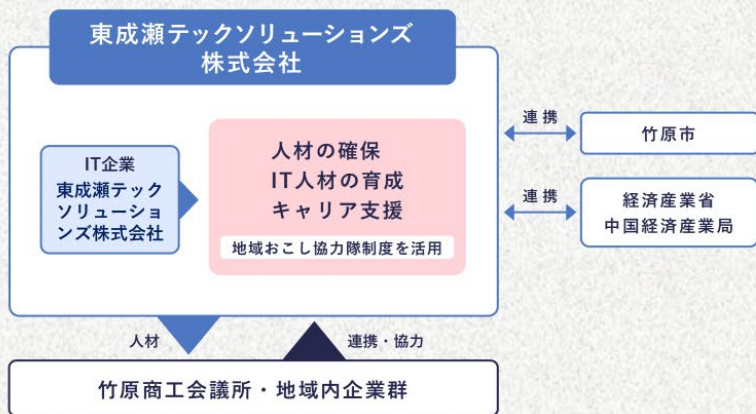 東成瀬テックソリューションズ
株式会社
IT企業
東成瀬テック
ソリューショ
ンズ株式会社
人材の確保
IT人材の育成
キャリア支援
地域おこし協力隊制度を活用
連携
竹原市
連携
経済産業省
中国経済産業局
人材
連携・協力
竹原商工会議所・地域内企業群